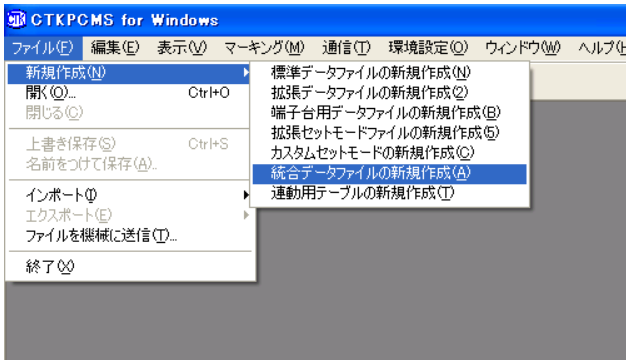 CTKPCMS for Windows
ファイル(F) 編集(E) 表示(V) マーキング(M) 通信(T) 環境設定(O) ウィンドウ(W) ヘルプ(
新規作成(N)
開く(O)... Ctrl+O
閉じる(C)
上書き保存(S) Ctrl+S
名前をつけて保存(A)...
インポート(I)
エクスポート(E)
ファイルを機械に送信(T)...
終了(X)
標準データファイルの新規作成(N)
拡張データファイルの新規作成(2)
端子台用データファイルの新規作成(B)
拡張セットモードファイルの新規作成(5)
カスタムセットモードの新規作成(C)
統合データファイルの新規作成(A)
連動用テーブルの新規作成(T)